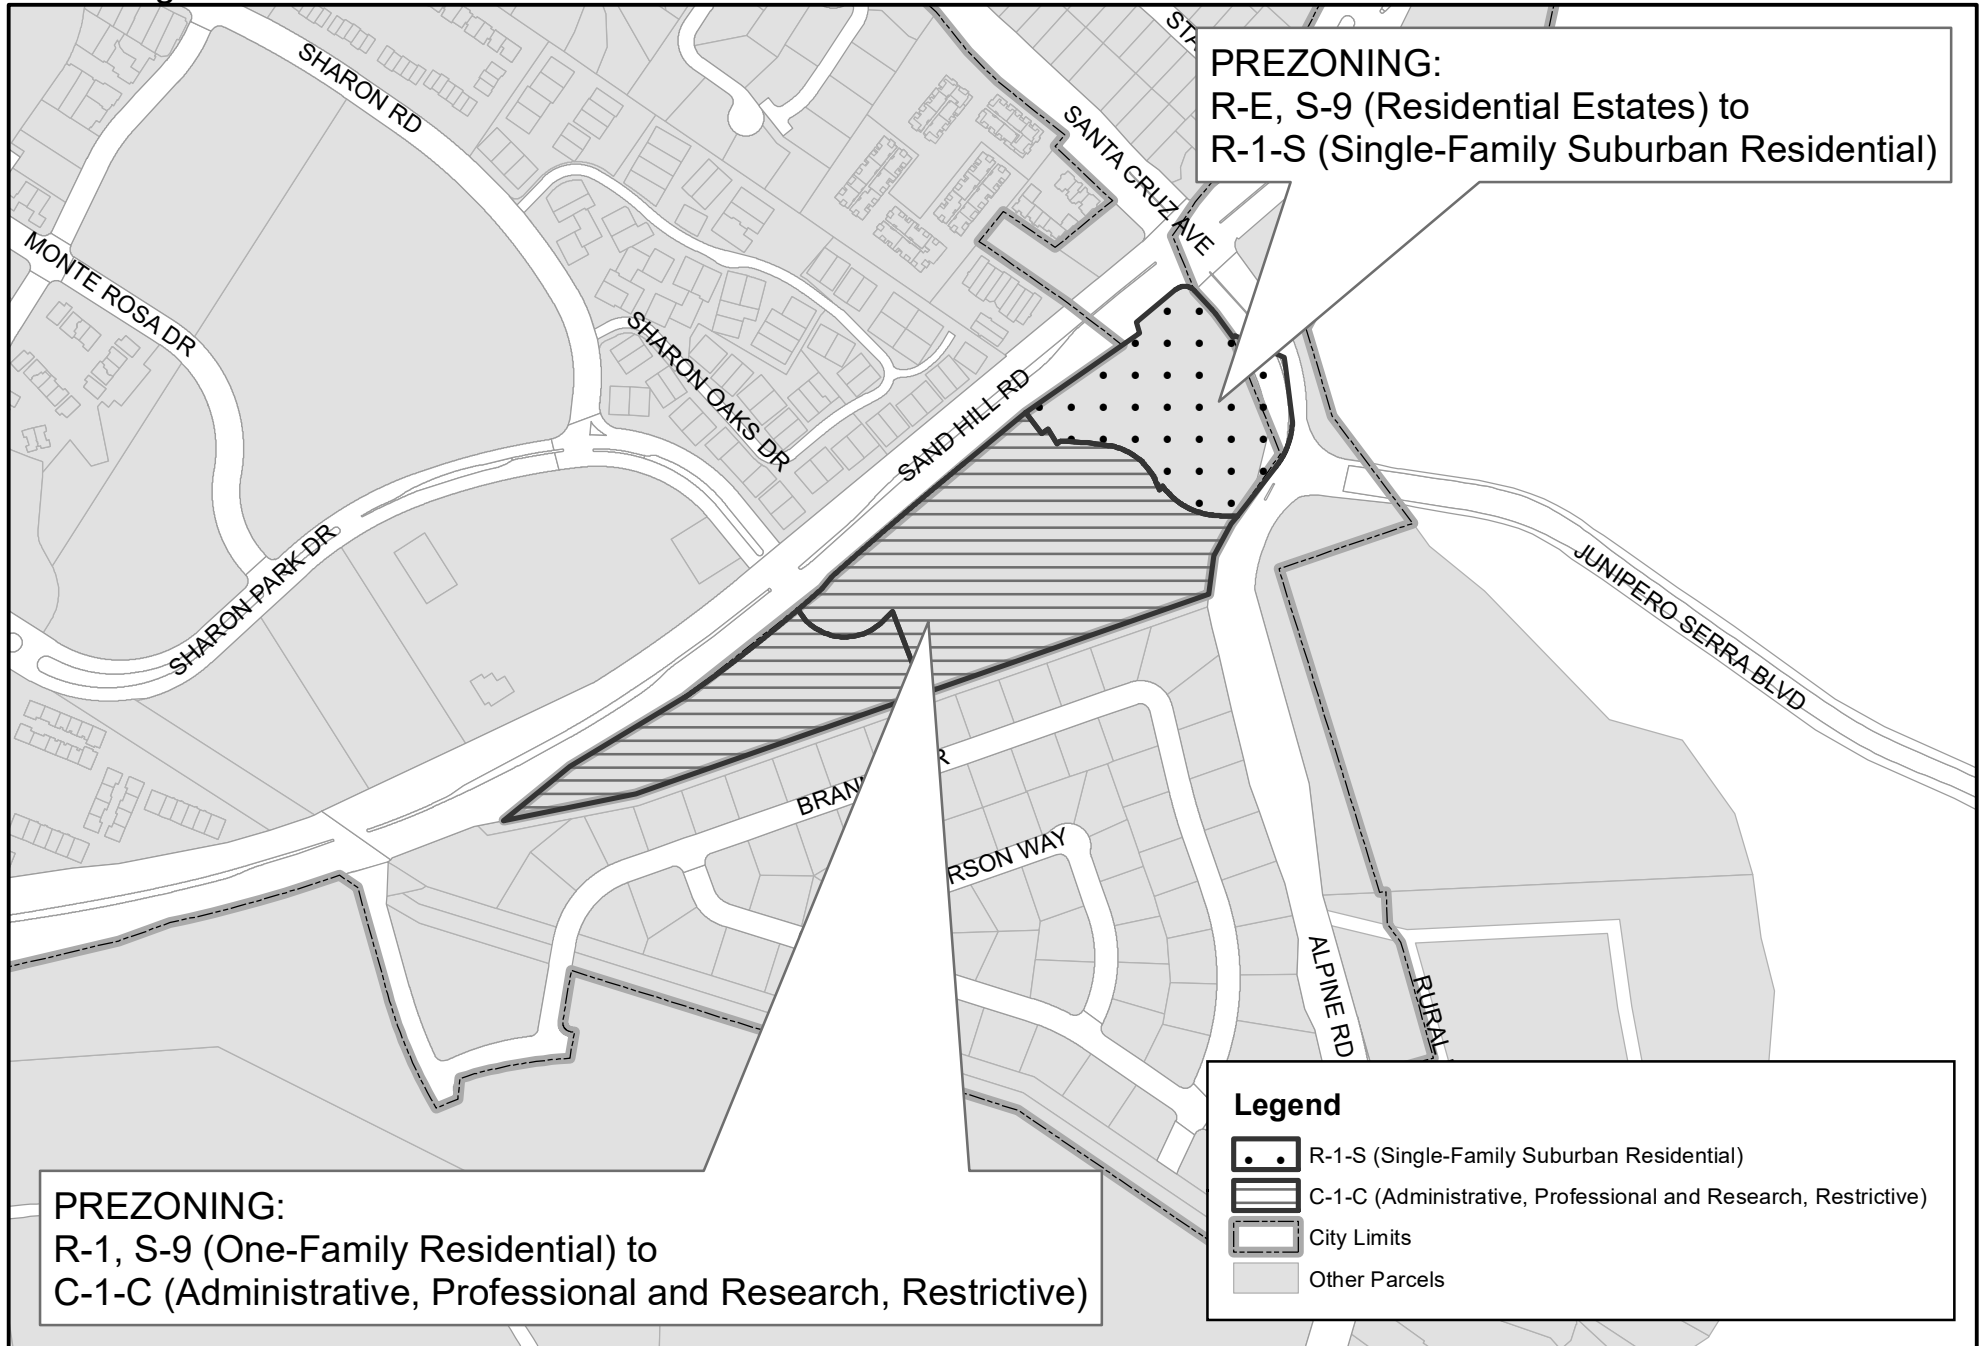 SHARON RD
PREZONING:
R-E, S-9 (Residential Estates) to
R-1-S (Single-Family Suburban Residential)
SANTA CRUZ AVE
MONTE ROSA DR
SHARON OAKS DR
SAND HILL RD
SHARON PARK DR
JUNIPERO SERRA BLVD
WAY
ALPINE RD
RURAL
Legend
R-1-S (Single-Family Suburban Residential)
C-1-C (Administrative, Professional and Research, Restrictive)
City Limits
Other Parcels
PREZONING:
R-1, S-9 (One-Family Residential) to
C-1-C (Administrative, Professional and Research, Restrictive)